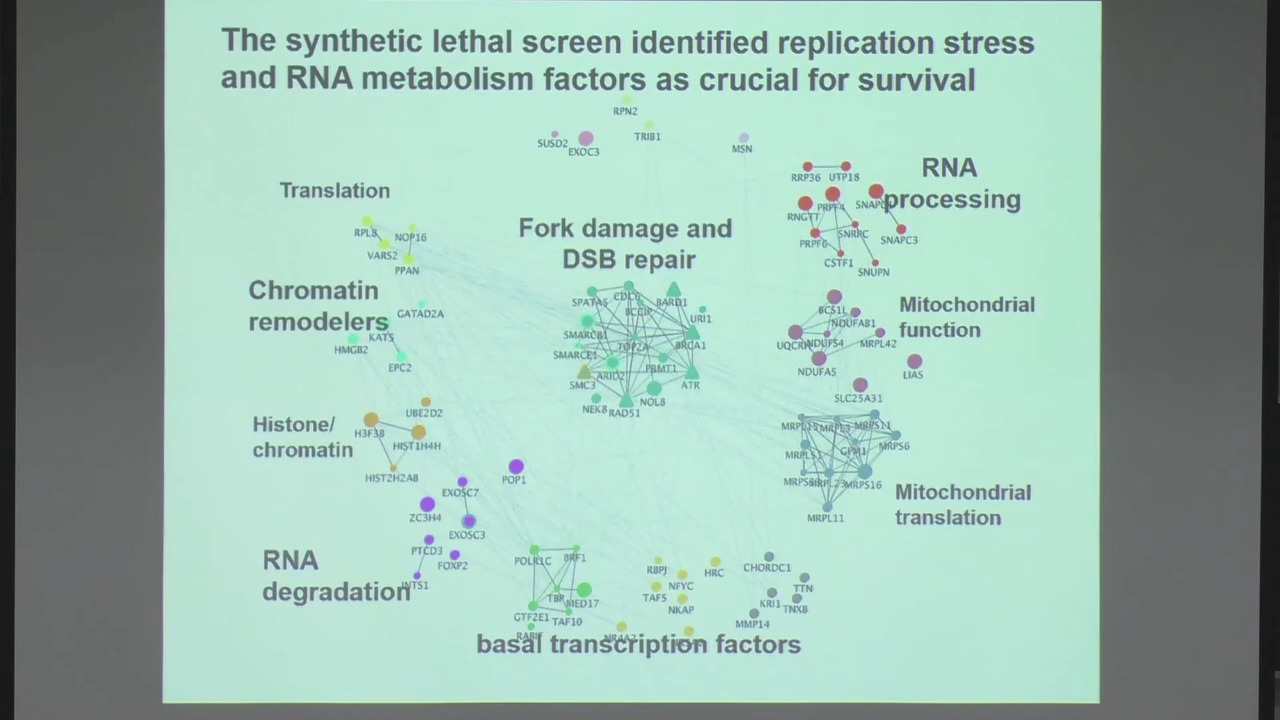 The synthetic lethal screen identified replication stress
and RNA metabolism factors as crucial for survival
RPN2
TRIB1
SUSD2
EXOC3
MSN
RNA
processing
RRP36
UTP18
RNGTT
PRPF4
SNRPC
PRPF6
SNAPC3
CSTF1
SNUPN
Translation
RPL8
NOP16
VARS2
PPAN
Fork damage and
DSB repair
SPATA5
CDC6
BARD1
BCCIP
URI1
SMARCB1
TOP2A
BRCA1
SMARCE1
ARID2
PRMT1
SMC3
ATR
NEK8
RAD51
NOL8
Chromatin
remodelers
GATAD2A
KAT5
HMGB2
EPC2
Mitochondrial
function
BCS1L
NDUFAB1
NDUFS4
MRPL42
NDUFA5
LIAS
SLC25A31
Histone/
chromatin
UBE2D2
H3F3B
HIST1H4H
HIST2H2AB
MRPS11
MRPS6
MRPS16
MRPL11
Mitochondrial
translation
POP1
EXOSC7
ZC3H4
EXOSC3
PTCD3
FOXP2
RNA
degradation
POLR1C
BRF1
TBP
MED17
GTF2E1
TAF10
RBPJ
NFYC
HRC
TAF5
NKAP
CHORDC1
TTN
KRI1
TNXB
MMP14
basal transcription factors